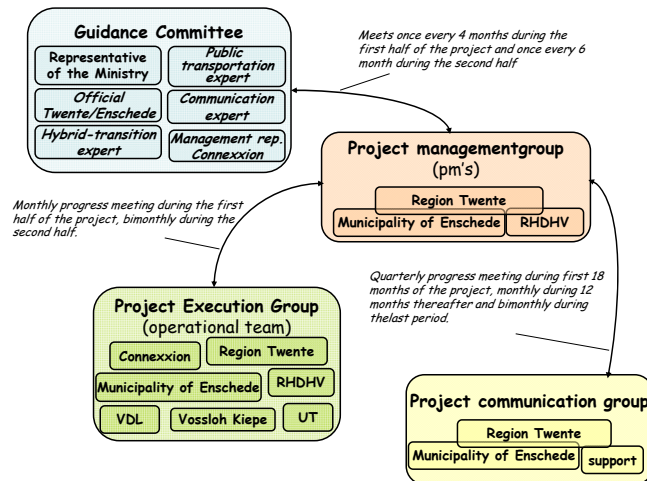 Guidance Committee
Representative
of the Ministry
Public
transportation
expert
Official
Twente/Enschede
Communication
expert
Hybrid-transition
expert
Management rep.
Connexxion
Meets once every 4 months during the
first half of the project and once every 6
month during the second half
Project managementgroup
(pm's)
Region Twente
Municipality of Enschede
RHDHV
Monthly progress meeting during the first
half of the project, bimonthly during the
second half.
Quarterly progress meeting during first 18
months of the project, monthly during 12
months thereafter and bimonthly during
thelast period.
Project Execution Group
(operational team)
Connexxion
Region Twente
Municipality of Enschede
RHDHV
VDL
Vossloh Kiepe
UT
Project communication group
Region Twente
Municipality of Enschede
support